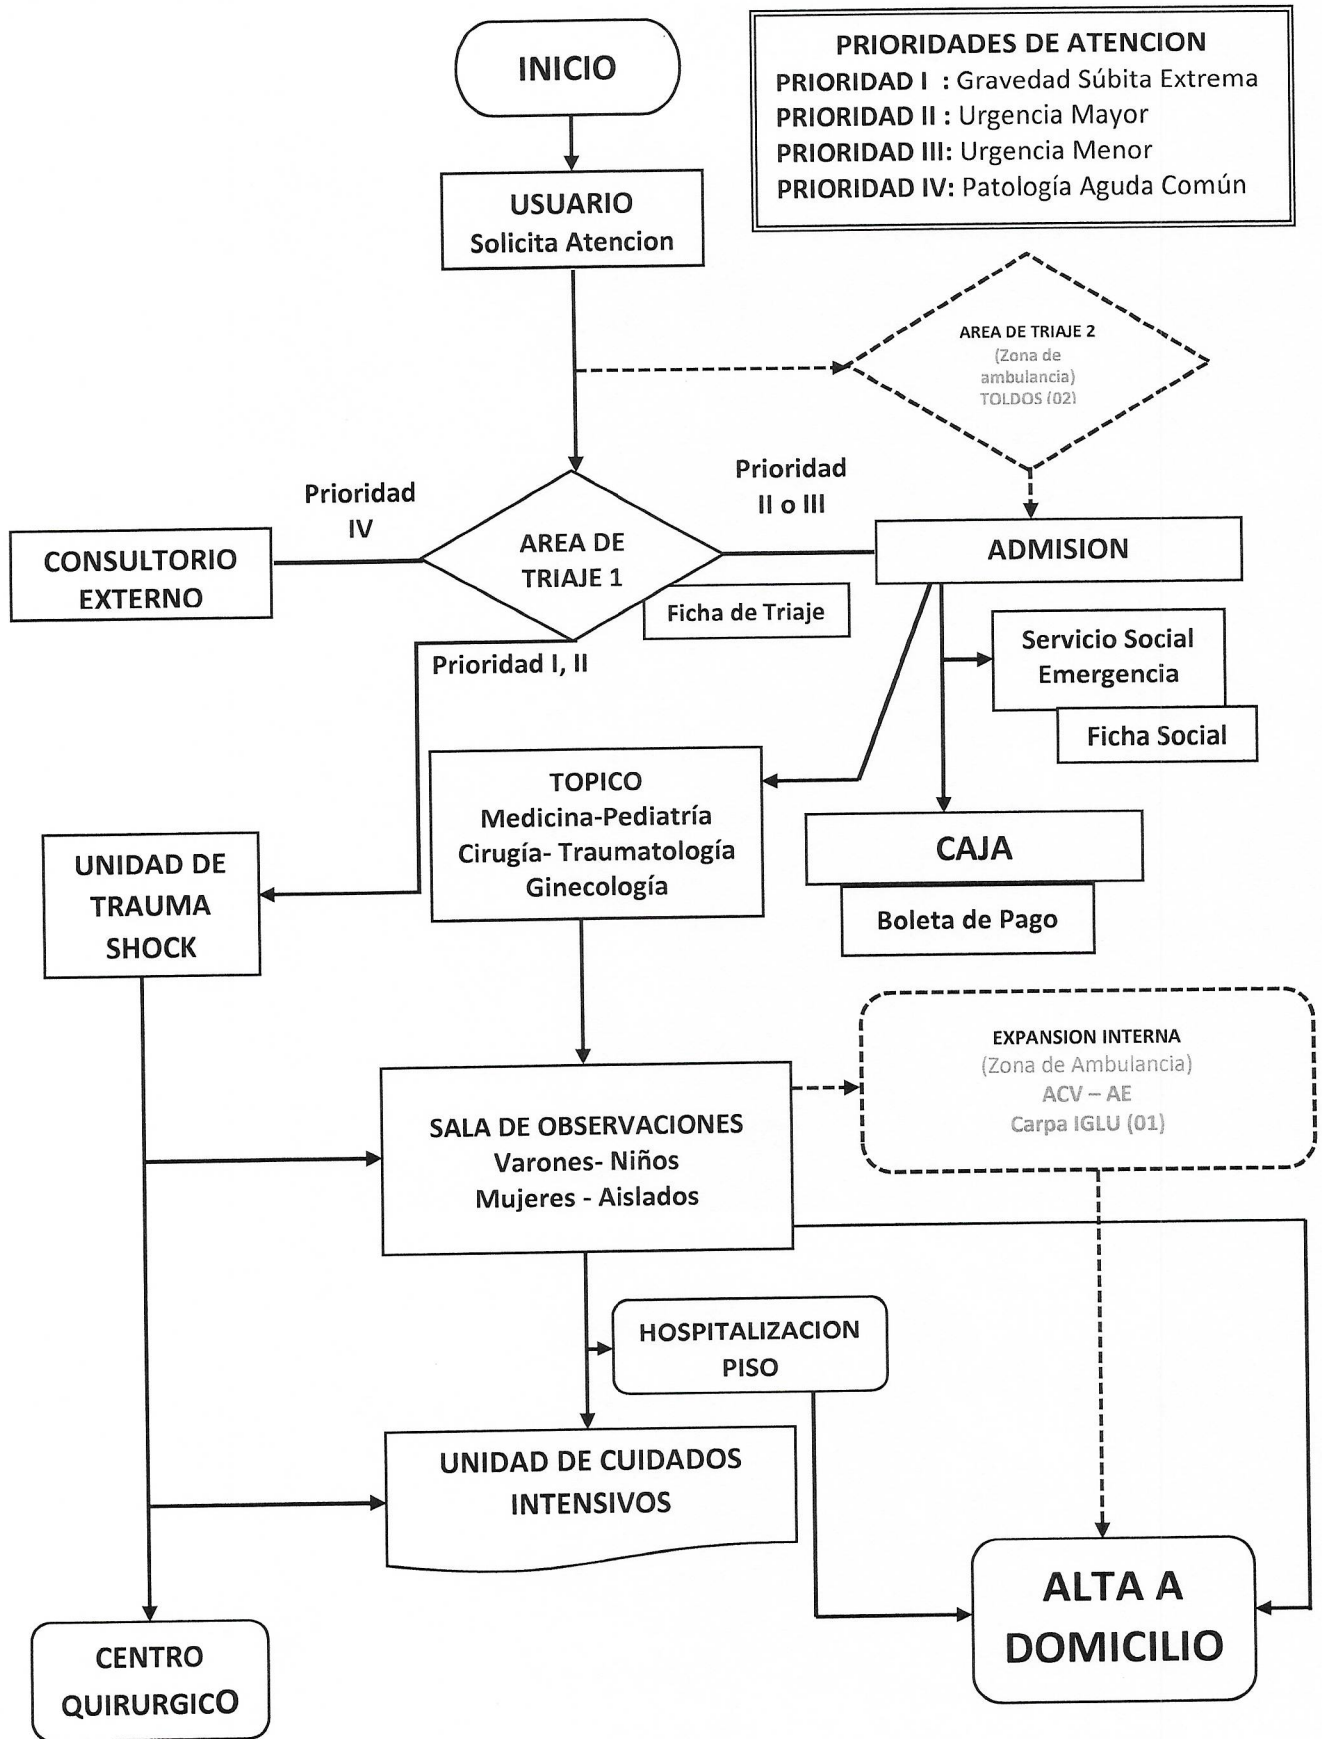 INICIO
PRIORIDADES DE ATENCION
PRIORIDAD I : Gravedad Súbita Extrema
PRIORIDAD II : Urgencia Mayor
PRIORIDAD III: Urgencia Menor
PRIORIDAD IV: Patología Aguda Común
USUARIO
Solicita Atencion
AREA DE TRIAJE 2
(Zona de
ambulancia)
TOLDOS (02)
Prioridad
IV
Prioridad
II o III
CONSULTORIO
EXTERNO
AREA DE
TRIAJE 1
ADMISION
Ficha de Triaje
Prioridad I, II
Servicio Social
Emergencia
Ficha Social
TOPICO
Medicina-Pediatría
Cirugía- Traumatología
Ginecología
CAJA
Boleta de Pago
UNIDAD DE
TRAUMA
SHOCK
EXPANSION INTERNA
(Zona de Ambulancia)
ACV – AE
Carpa IGLU (01)
SALA DE OBSERVACIONES
Varones- Niños
Mujeres - Aislados
HOSPITALIZACION
PISO
UNIDAD DE CUIDADOS
INTENSIVOS
ALTA A
DOMICILIO
CENTRO
QUIRURGICO